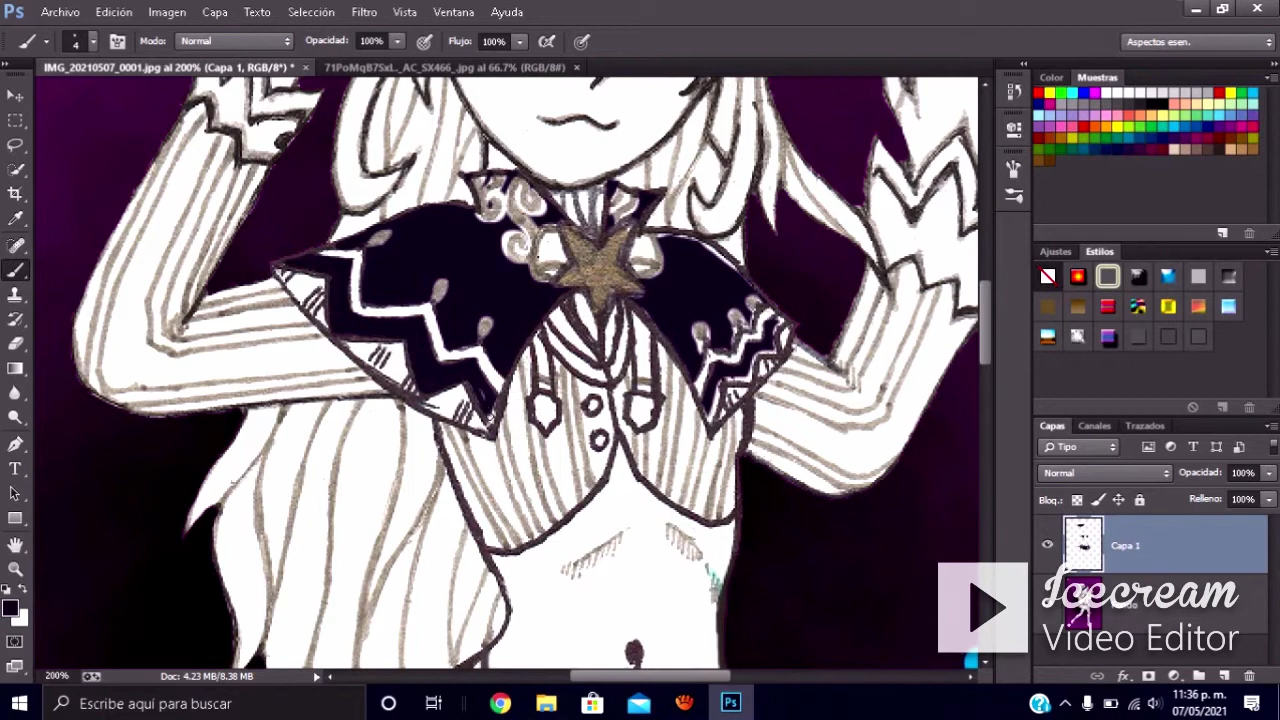 Ps Archivo Edición Imagen Capa Texto Selección Filtro Vista Ventana Ayuda
4 Modo: Normal Opacidad: 100% Flujo: 100% Aspectos esen.
IMG_20210507_0001.jpg al 200% (Capa 1, RGB/8*) * × 71PoMqB7SxL._AC_SX466_.jpg al 66.7% (RGB/8#) ×
Color Muestras
Ajustes Estilos
Capas Canales Trazados
Tipo
Normal Opacidad: 100%
Bloq.: Relleno: 100%
Capa 1
Icecream
Video Editor
200% Doc: 4.23 MB/8.38 MB
Escribe aquí para buscar
11:36 p. m.
07/05/2021